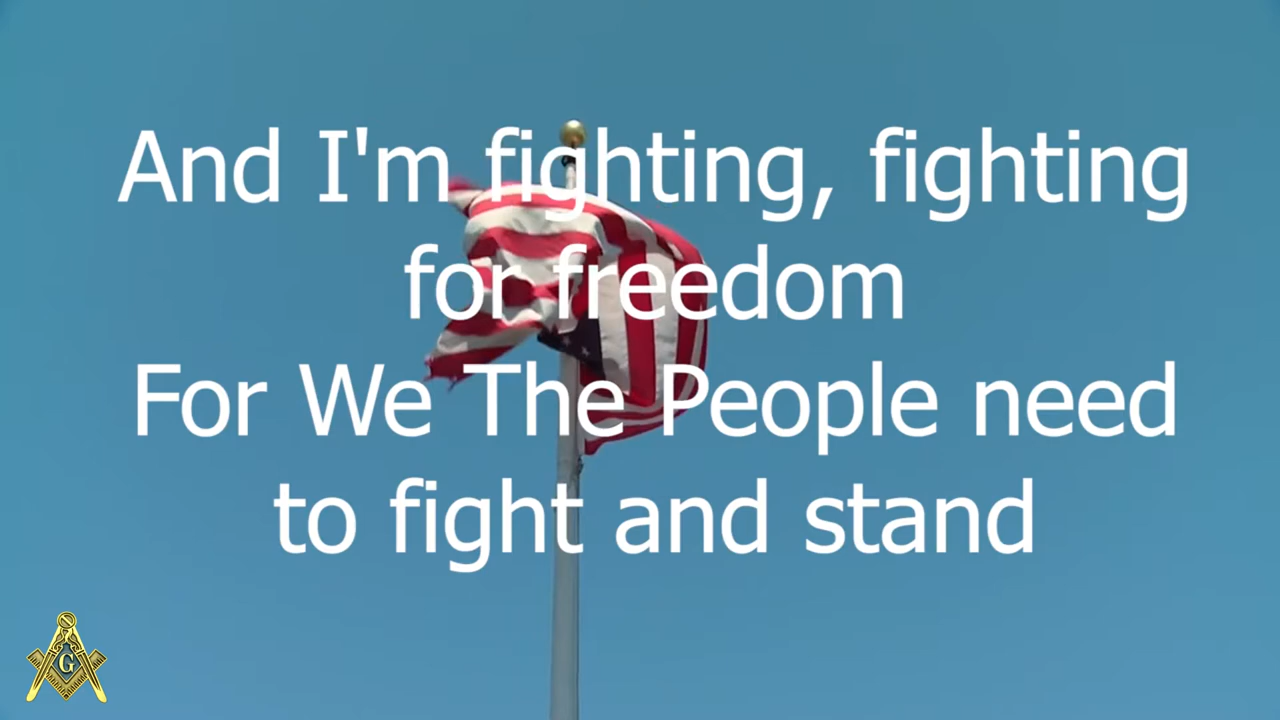 And I'm fighting, fighting
for freedom
For We The People need
to fight and stand
G